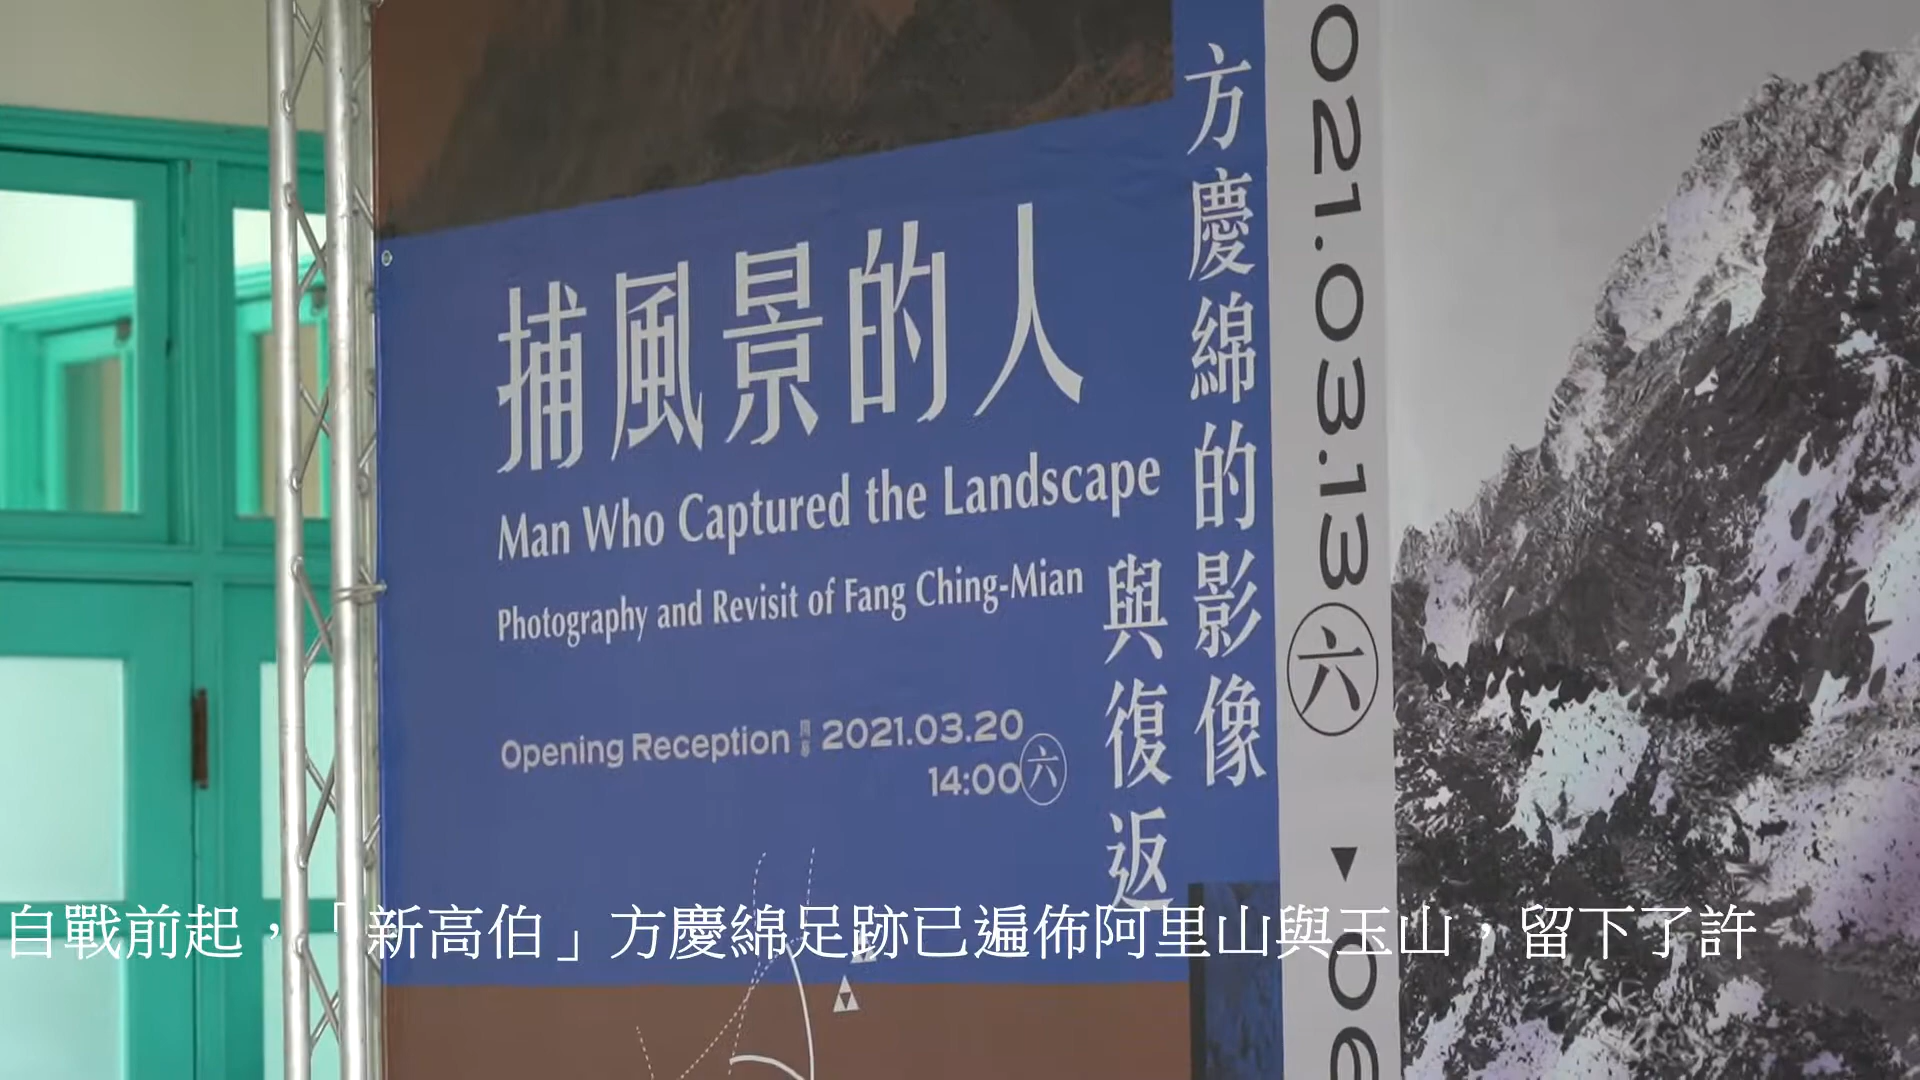 捕風景的人
Man Who Captured the Landscape
Photography and Revisit of Fang Ching-Mian
Opening Reception 2021.03.20
14:00 六
方慶綿的影像
與復返
021.03.13 六 ▶ 06
自戰前起，「新高伯」方慶綿足跡已遍佈阿里山與玉山，留下了許